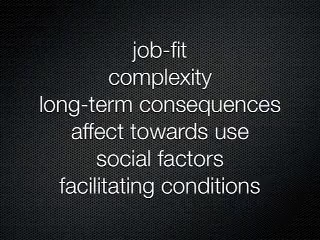 job-fit
complexity
long-term consequences
affect towards use
social factors
facilitating conditions